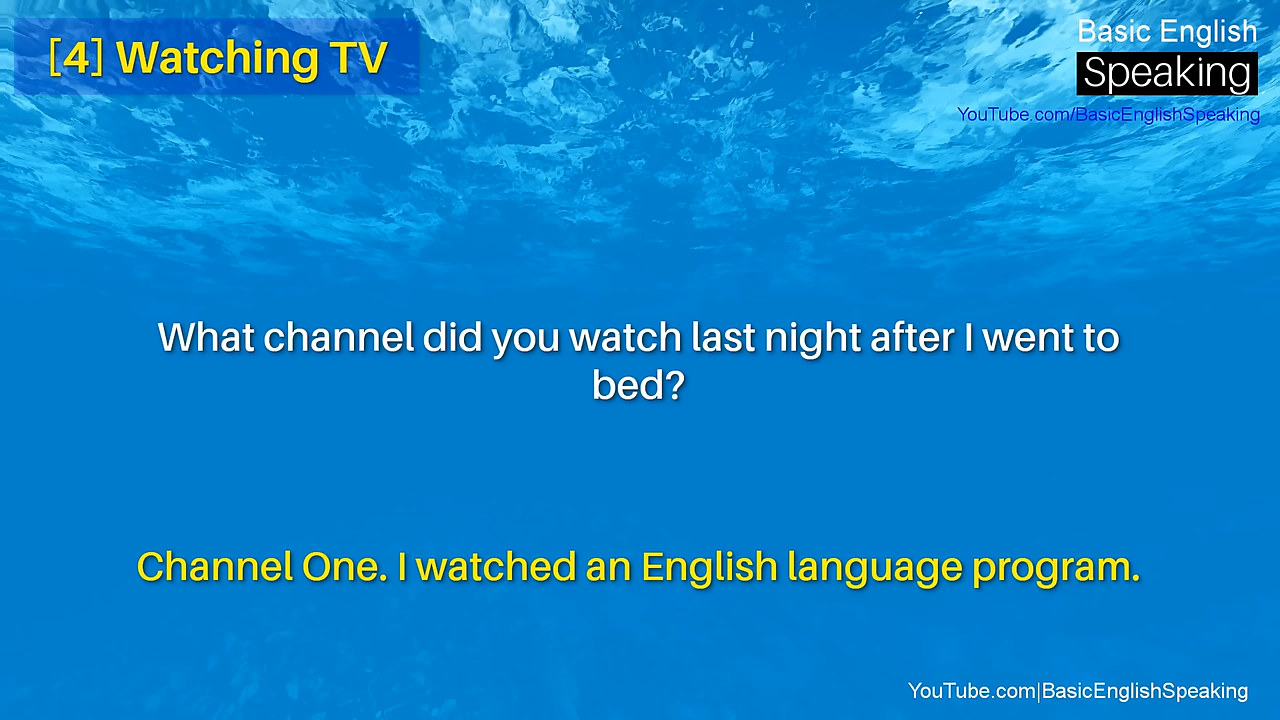 [4] Watching TV
Basic English
Speaking
YouTube.com/BasicEnglishSpeaking
What channel did you watch last night after I went to
bed?
Channel One. I watched an English language program.
YouTube.com|BasicEnglishSpeaking